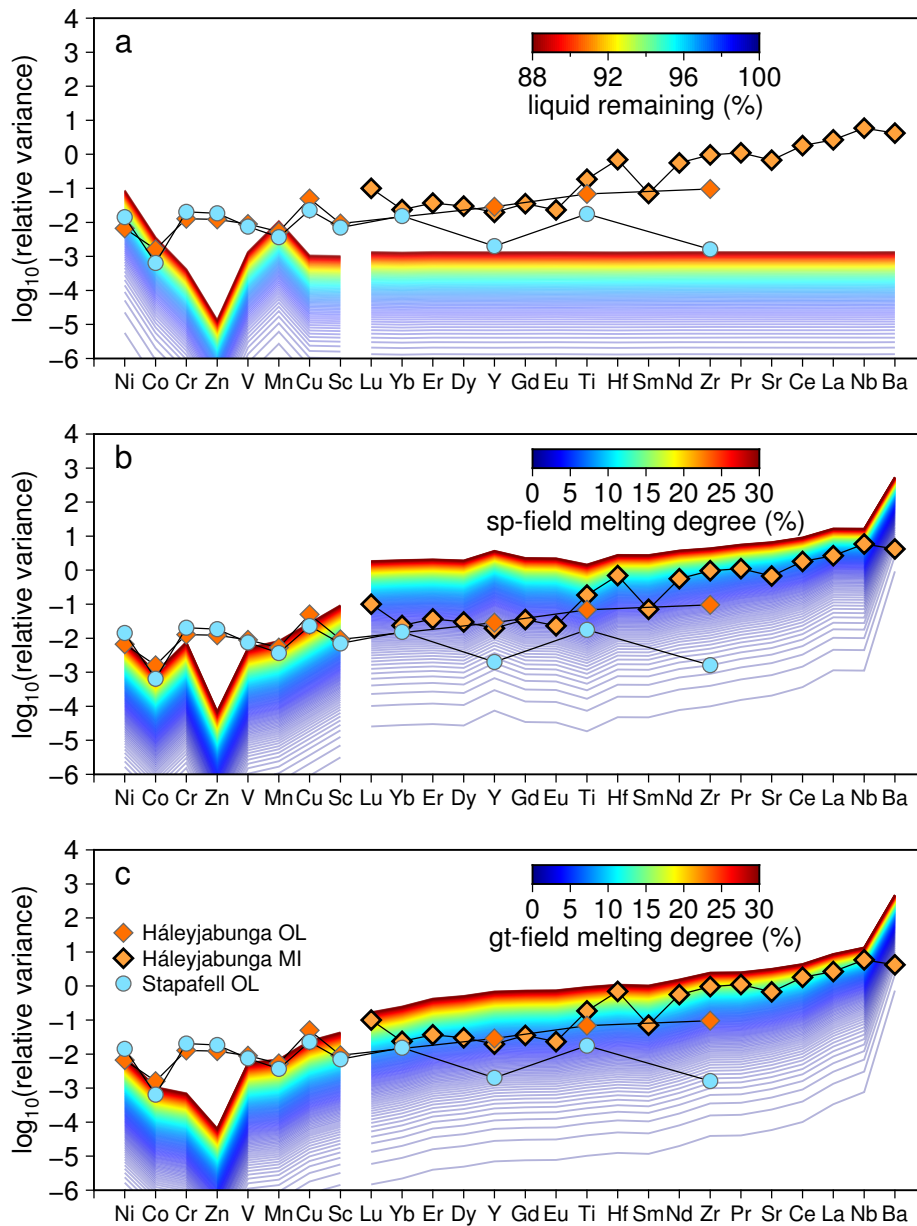 a
4
3
2
1
0
−1
−2
−3
−4
−5
−6
log₁₀(relative variance)
88 92 96 100
liquid remaining (%)
Ni Co Cr Zn V Mn Cu Sc Lu Yb Er Dy Y Gd Eu Ti Hf Sm Nd Zr Pr Sr Ce La Nb Ba
b
4
3
2
1
0
−1
−2
−3
−4
−5
−6
log₁₀(relative variance)
0 5 10 15 20 25 30
sp-field melting degree (%)
Ni Co Cr Zn V Mn Cu Sc Lu Yb Er Dy Y Gd Eu Ti Hf Sm Nd Zr Pr Sr Ce La Nb Ba
c
4
3
2
1
0
−1
−2
−3
−4
−5
−6
log₁₀(relative variance)
0 5 10 15 20 25 30
gt-field melting degree (%)
Háleyjabunga OL
Háleyjabunga MI
Stapafell OL
Ni Co Cr Zn V Mn Cu Sc Lu Yb Er Dy Y Gd Eu Ti Hf Sm Nd Zr Pr Sr Ce La Nb Ba